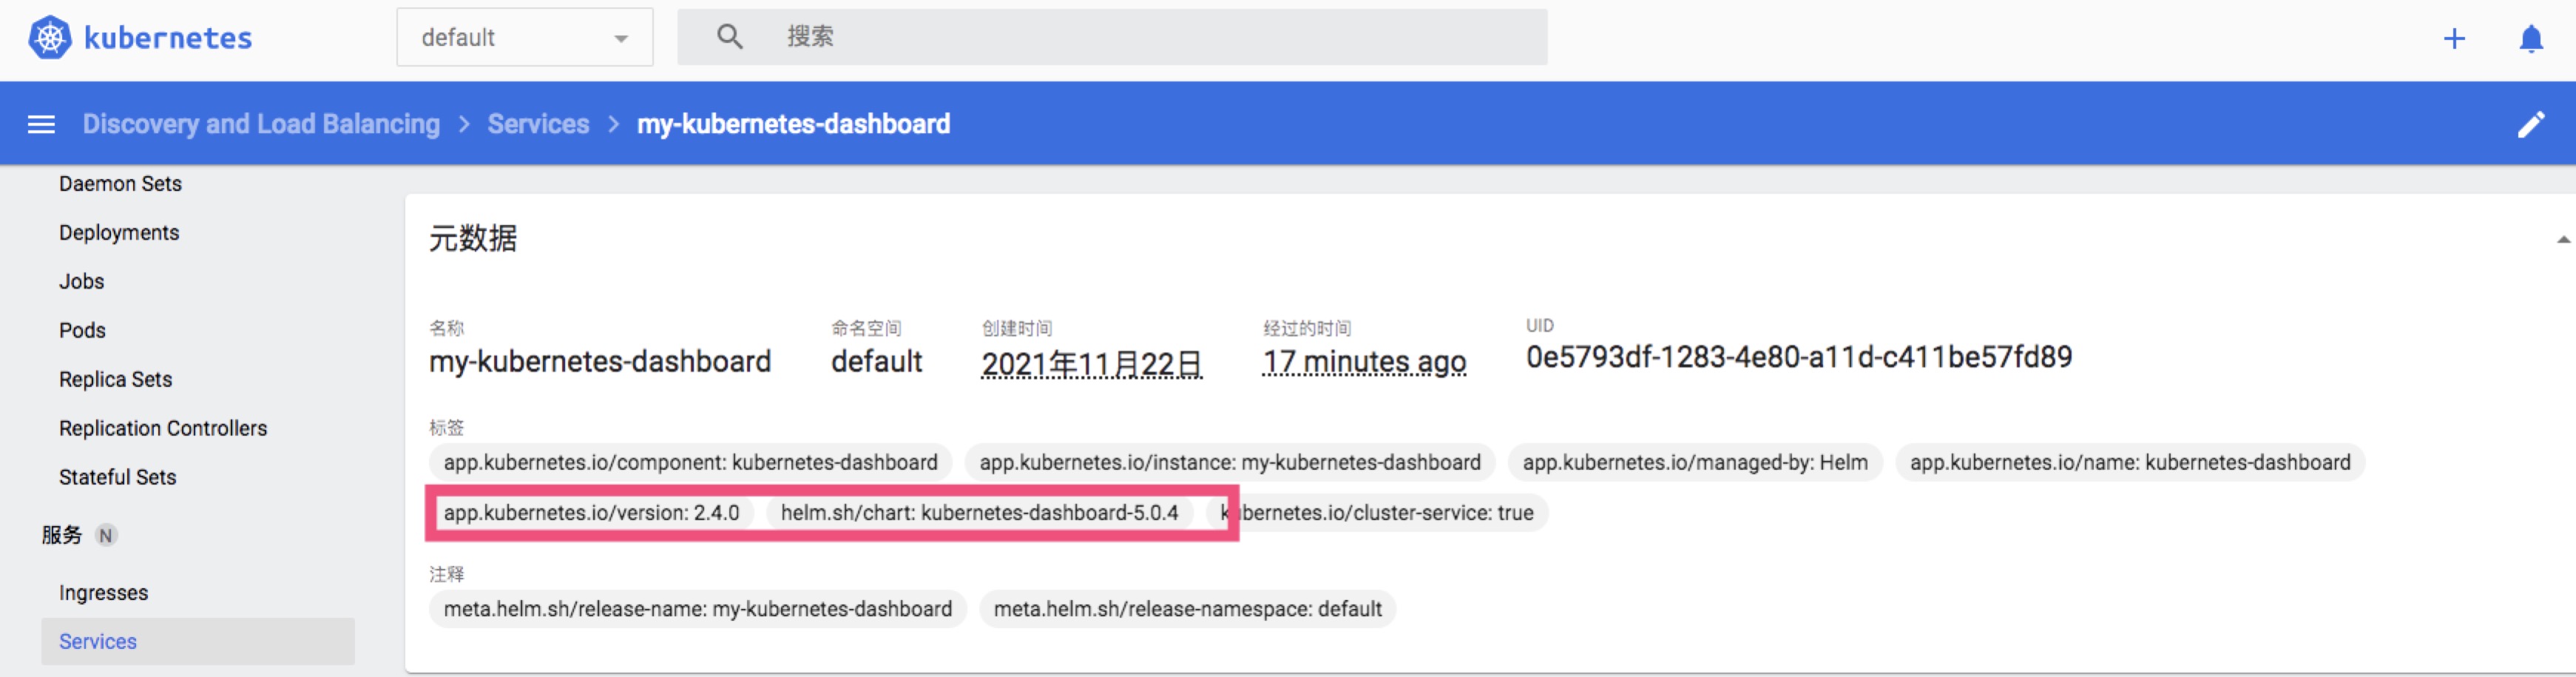 kubernetes
default
搜索
Discovery and Load Balancing > Services > my-kubernetes-dashboard
Daemon Sets
Deployments
Jobs
Pods
Replica Sets
Replication Controllers
Stateful Sets
服务 N
Ingresses
Services
元数据
名称 命名空间 创建时间 经过的时间 UID
my-kubernetes-dashboard default 2021年11月22日 17 minutes ago 0e5793df-1283-4e80-a11d-c411be57fd89
标签
app.kubernetes.io/component: kubernetes-dashboard app.kubernetes.io/instance: my-kubernetes-dashboard app.kubernetes.io/managed-by: Helm app.kubernetes.io/name: kubernetes-dashboard
app.kubernetes.io/version: 2.4.0 helm.sh/chart: kubernetes-dashboard-5.0.4 kubernetes.io/cluster-service: true
注释
meta.helm.sh/release-name: my-kubernetes-dashboard meta.helm.sh/release-namespace: default